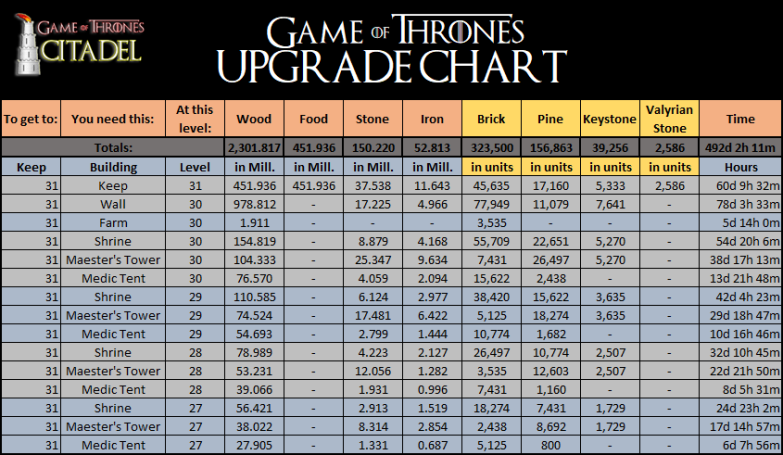 GAME OF THRONES
CITADEL
GAME OF THRONES
UPGRADE CHART
To get to: You need this: At this level: Wood Food Stone Iron Brick Pine Keystone Valyrian Stone Time
Totals: 2,301.817 451.936 150.220 52.813 323,500 156,863 39,256 2,586 492d 2h 11m
Keep Building Level in Mill. in Mill. in Mill. in Mill. in units in units in units in units Hours
31 Keep 31 451.936 451.936 37.538 11.643 45,635 17,160 5,333 2,586 60d 9h 32m
31 Wall 30 978.812 - 17.225 4.966 77,949 11,079 7,641 - 78d 3h 33m
31 Farm 30 1.911 - - - 3,535 - - - 5d 14h 0m
31 Shrine 30 154.819 - 8.879 4.168 55,709 22,651 5,270 - 54d 20h 6m
31 Maester's Tower 30 104.333 - 25.347 9.634 7,431 26,497 5,270 - 38d 17h 13m
31 Medic Tent 30 76.570 - 4.059 2.094 15,622 2,438 - - 13d 21h 48m
31 Shrine 29 110.585 - 6.124 2.977 38,420 15,622 3,635 - 42d 4h 23m
31 Maester's Tower 29 74.524 - 17.481 6.422 5,125 18,274 3,635 - 29d 18h 47m
31 Medic Tent 29 54.693 - 2.799 1.444 10,774 1,682 - - 10d 16h 46m
31 Shrine 28 78.989 - 4.223 2.127 26,497 10,774 2,507 - 32d 10h 45m
31 Maester's Tower 28 53.231 - 12.056 1.282 3,535 12,603 2,507 - 22d 21h 50m
31 Medic Tent 28 39.066 - 1.931 0.996 7,431 1,160 - - 8d 5h 31m
31 Shrine 27 56.421 - 2.913 1.519 18,274 7,431 1,729 - 24d 23h 2m
31 Maester's Tower 27 38.022 - 8.314 2.854 2,438 8,692 1,729 - 17d 14h 57m
31 Medic Tent 27 27.905 - 1.331 0.687 5,125 800 - - 6d 7h 56m